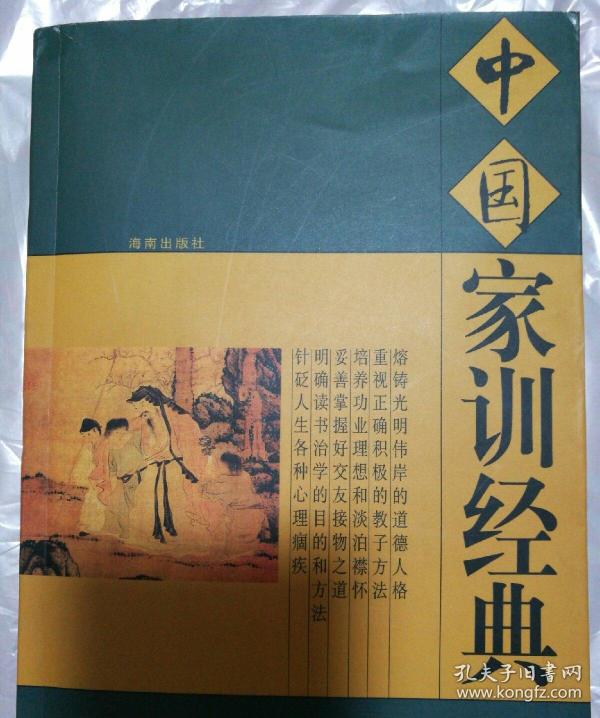 中国家训经典
海南出版社
熔铸光明伟岸的道德人格
重视正确积极的教子方法
培养功业理想和淡泊襟怀
妥善掌握好交友接物之道
明确读书治学的目的和方法
针砭人生各种心理痼疾
孔夫子旧书网
www.kongfz.com